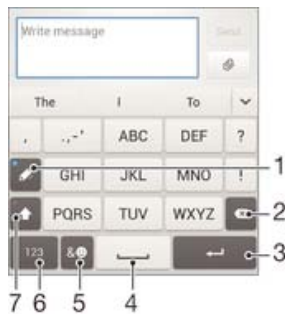 Write message
Send
The I To
, .,-' ABC DEF ?
GHI JKL MNO ! 1
PQRS TUV WXYZ 2
123 &☺ 3
7 6 5 4